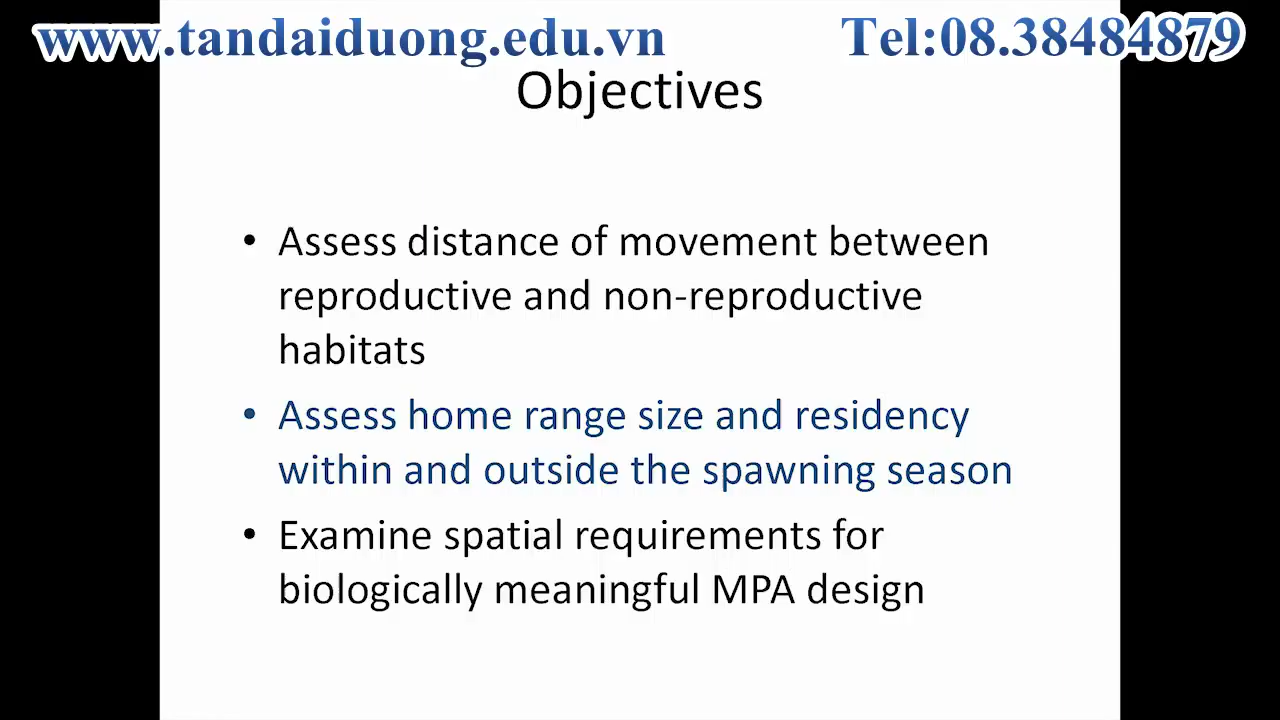 www.tandaiduong.edu.vn Tel:08.38484879
Objectives
• Assess distance of movement between
reproductive and non-reproductive
habitats
• Assess home range size and residency
within and outside the spawning season
• Examine spatial requirements for
biologically meaningful MPA design